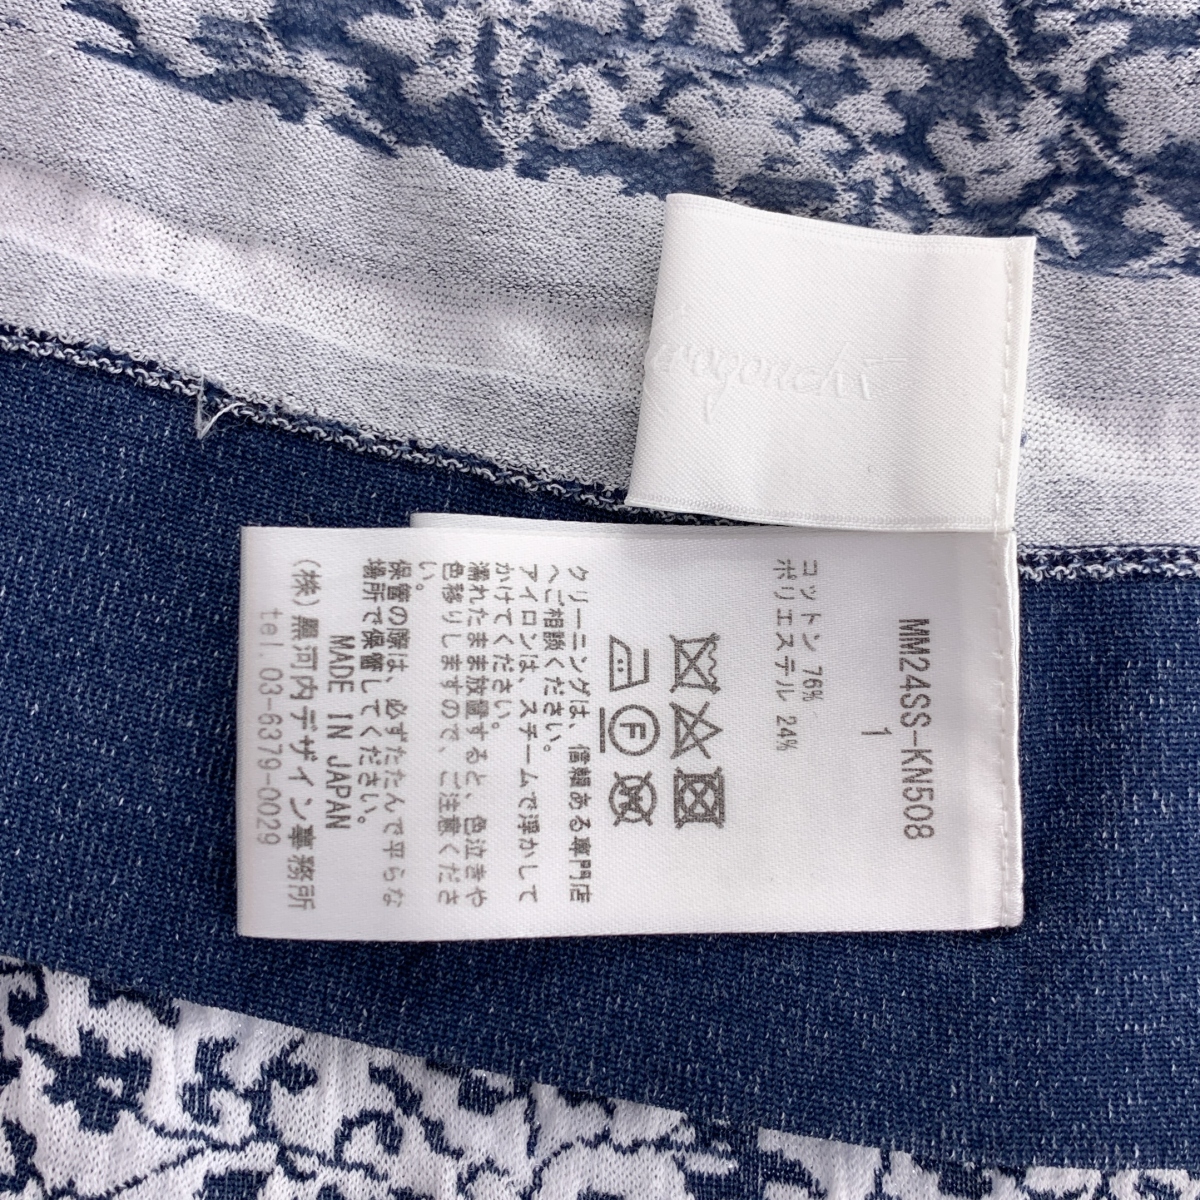 MM24SS-KN508
1
コットン 76%
ポリエステル 24%
F
クリーニングは、信頼ある専門店
へご相談ください。
アイロンは、スチームで浮かして
かけてください。
濡れたまま放置すると、色泣きや
色移りしますので、ご注意くださ
い。
保管の際は、必ずたたんで平らな
場所で保管してください。
MADE IN JAPAN
(株)黒河内デザイン事務所
tel 03-6379-0029